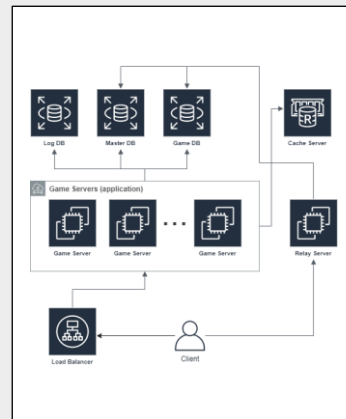 Log DB
Master DB
Game DB
Cache Server
R
Game Servers (application)
Game Server
Game Server
Game Server
Relay Server
Load Balancer
Client